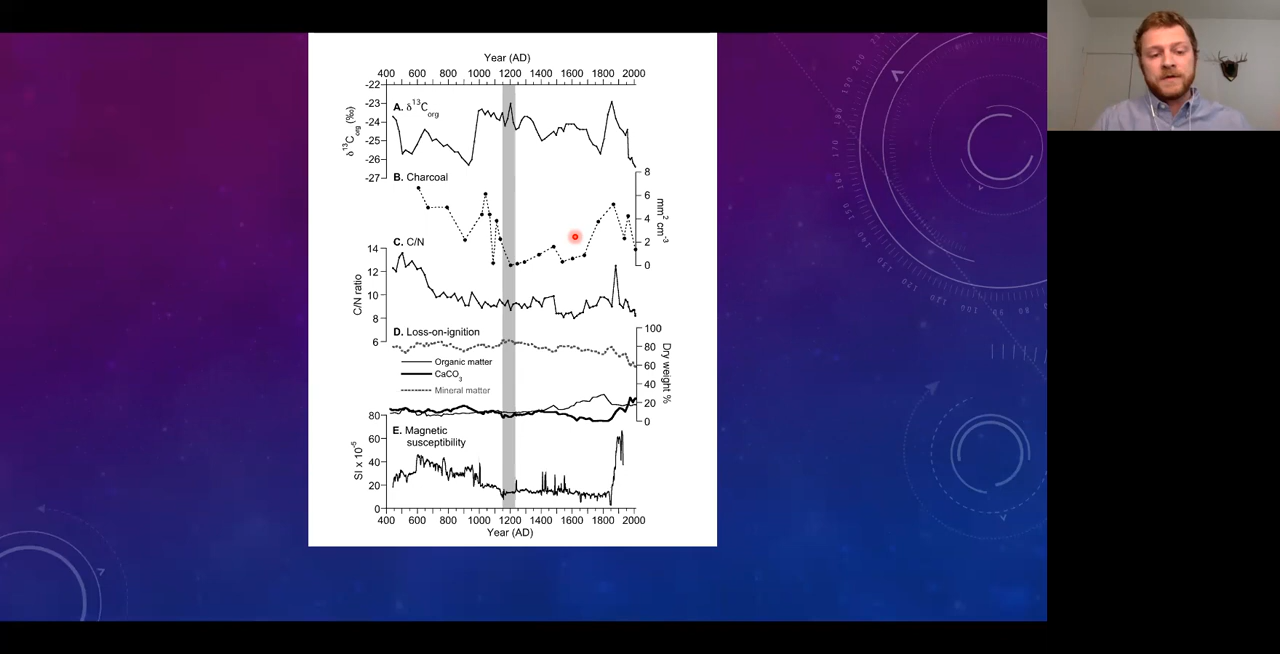 Year (AD)
400 600 800 1000 1200 1400 1600 1800 2000
-22
-23
-24
-25
-26
-27
δ¹³Corg (‰)
A. δ¹³Corg
B. Charcoal
8
6
4
2
0
mm² cm⁻³
C. C/N
14
12
10
8
6
C/N ratio
D. Loss-on-ignition
Organic matter
CaCO₃
Mineral matter
100
80
60
40
20
0
Dry weight %
E. Magnetic
susceptibility
80
60
40
20
0
SI x 10⁻⁵
400 600 800 1000 1200 1400 1600 1800 2000
Year (AD)